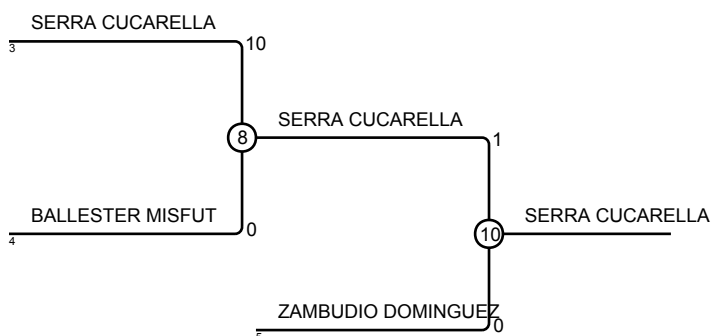 SERRA CUCARELLA
3
10
8
SERRA CUCARELLA
1
BALLESTER MISFUT
4
0
10
SERRA CUCARELLA
ZAMBUDIO DOMINGUEZ
5
0